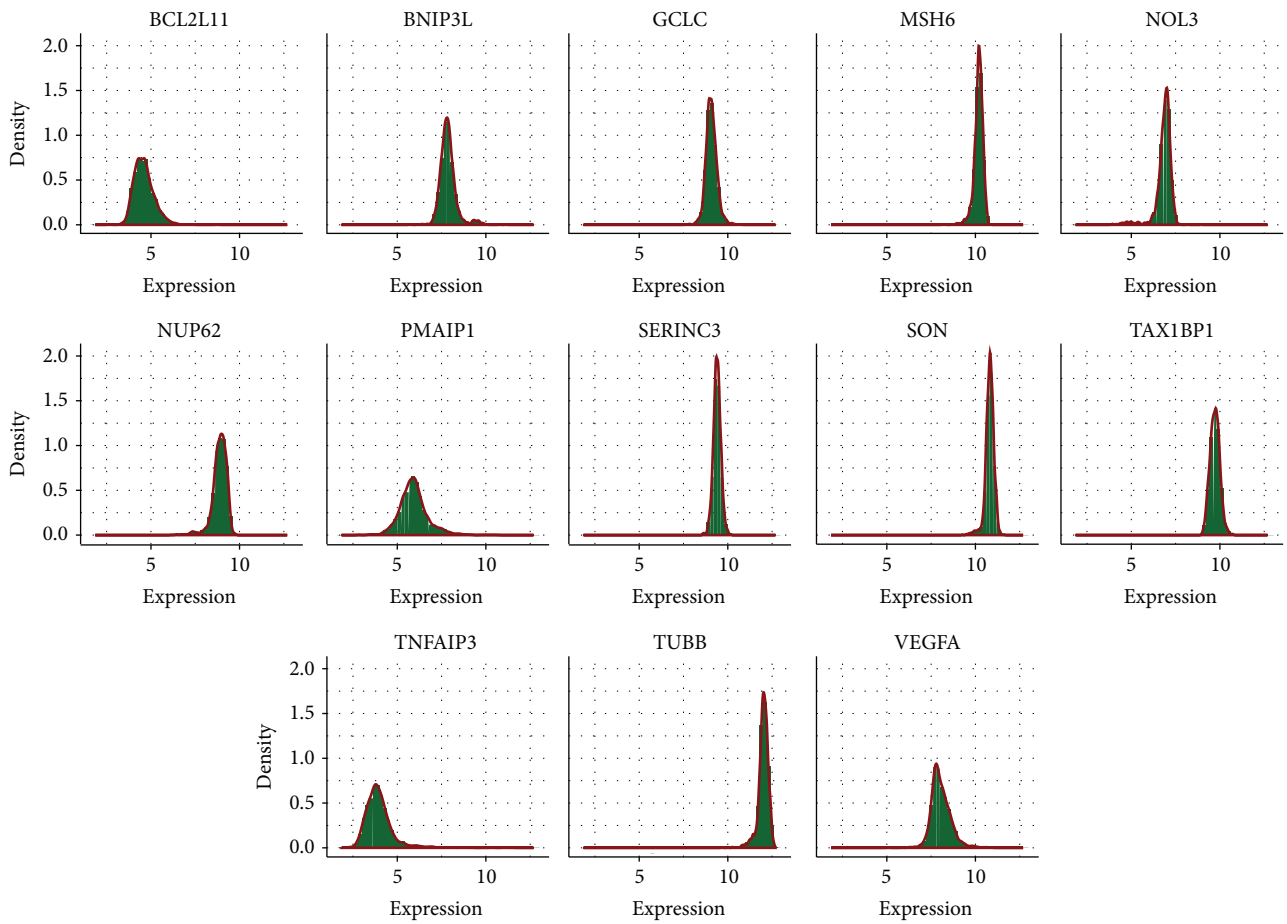 BCL2L11 BNIP3L GCLC MSH6 NOL3
2.0
1.5
1.0
0.5
0.0
Density
5 10 5 10 5 10 5 10 5 10
Expression Expression Expression Expression Expression
NUP62 PMAIP1 SERINC3 SON TAX1BP1
2.0
1.5
1.0
0.5
0.0
Density
5 10 5 10 5 10 5 10 5 10
Expression Expression Expression Expression Expression
TNFAIP3 TUBB VEGFA
2.0
1.5
1.0
0.5
0.0
Density
5 10 5 10 5 10
Expression Expression Expression